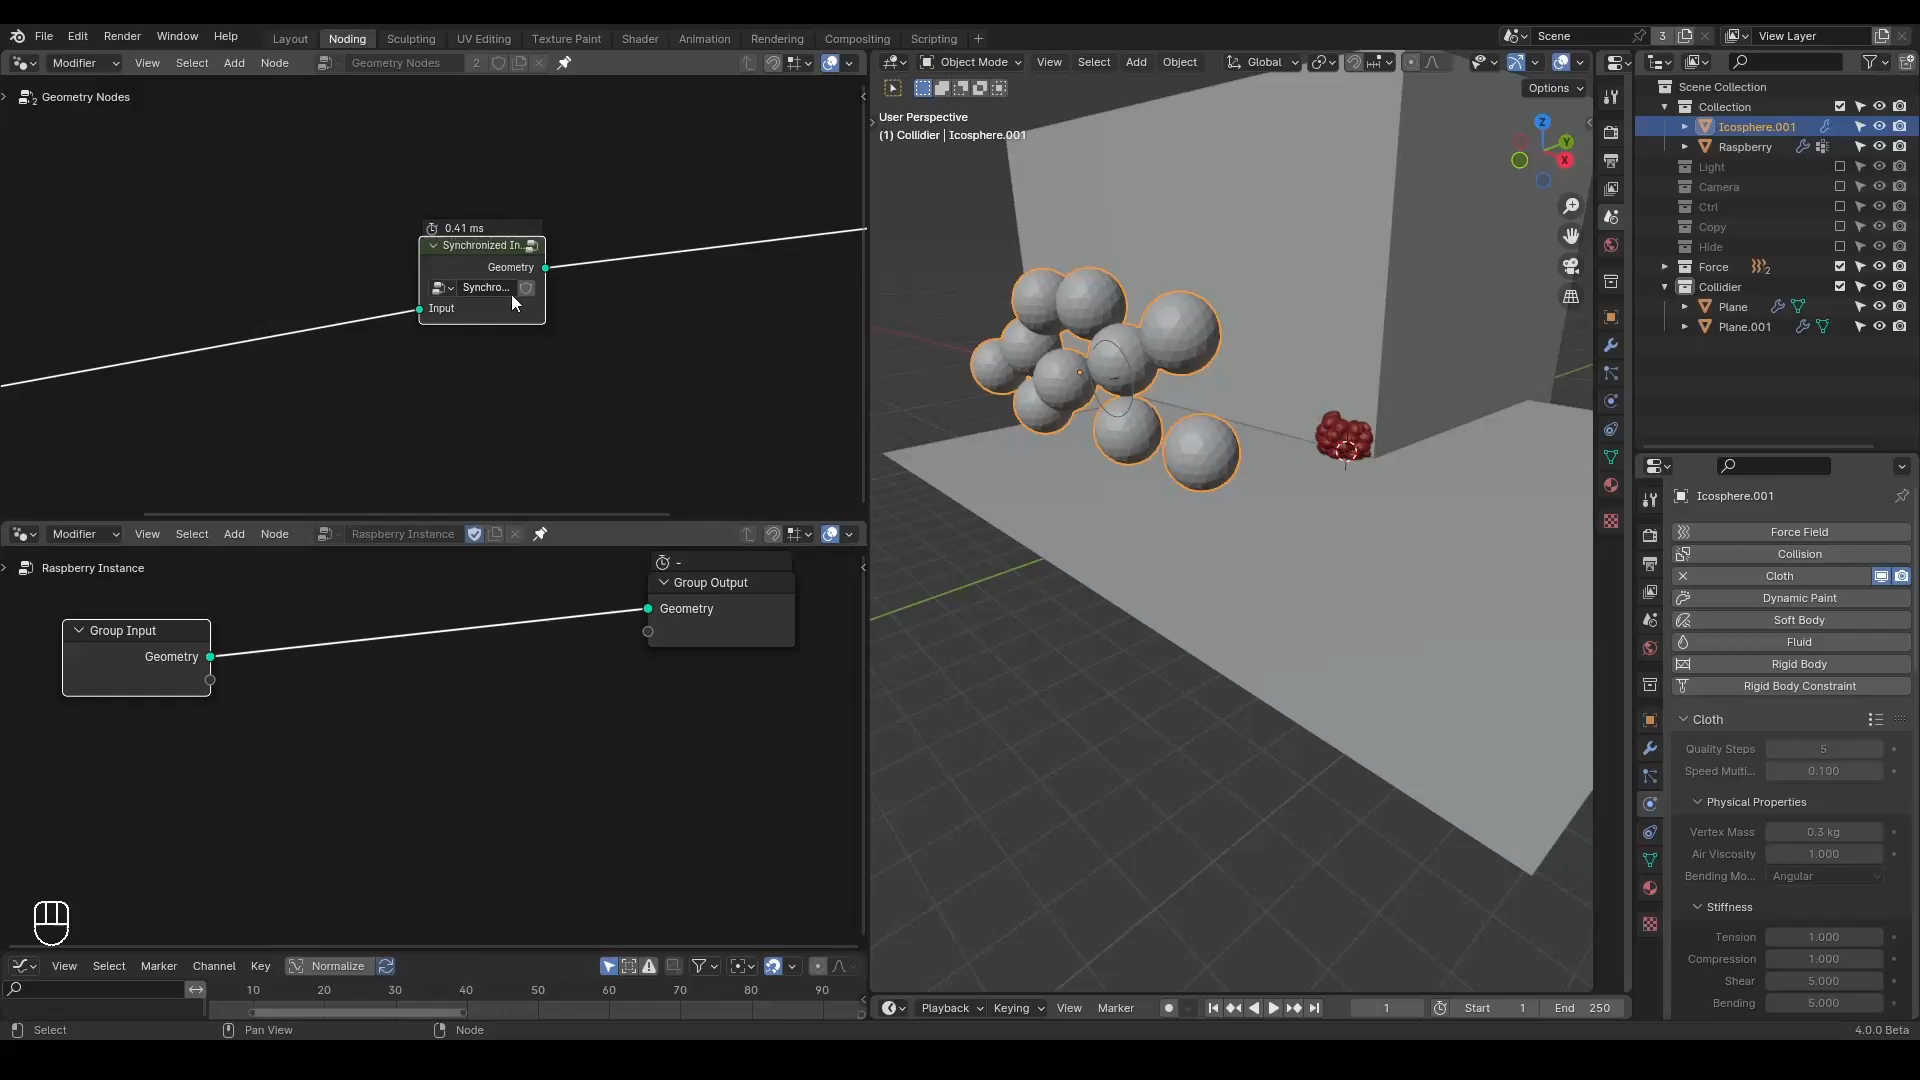 File Edit Render Window Help Layout Noding Sculpting UV Editing Texture Paint Shader Animation Rendering Compositing Scripting + Scene 3 View Layer
Modifier View Select Add Node Geometry Nodes 2
Geometry Nodes
0.41 ms
Synchronized In...
Geometry
Synchro...
Input
Modifier View Select Add Node Raspberry Instance
Raspberry Instance
Group Input
Geometry
-
Group Output
Geometry
View Select Marker Channel Key Normalize
10 20 30 40 50 60 70 80 90
Object Mode View Select Add Object Global
Options
User Perspective
(1) Collidier | Icosphere.001
Z
Y
X
Playback Keying View Marker 1 Start 1 End 250
Scene Collection
Collection
Icosphere.001
Raspberry
Light
Camera
Ctrl
Copy
Hide
Force 2
Collidier
Plane
Plane.001
Icosphere.001
Force Field
Collision
Cloth
Dynamic Paint
Soft Body
Fluid
Rigid Body
Rigid Body Constraint
Cloth
Quality Steps 5
Speed Multi... 0.100
Physical Properties
Vertex Mass 0.3 kg
Air Viscosity 1.000
Bending Mo... Angular
Stiffness
Tension 1.000
Compression 1.000
Shear 5.000
Bending 5.000
Select Pan View Node 4.0.0 Beta